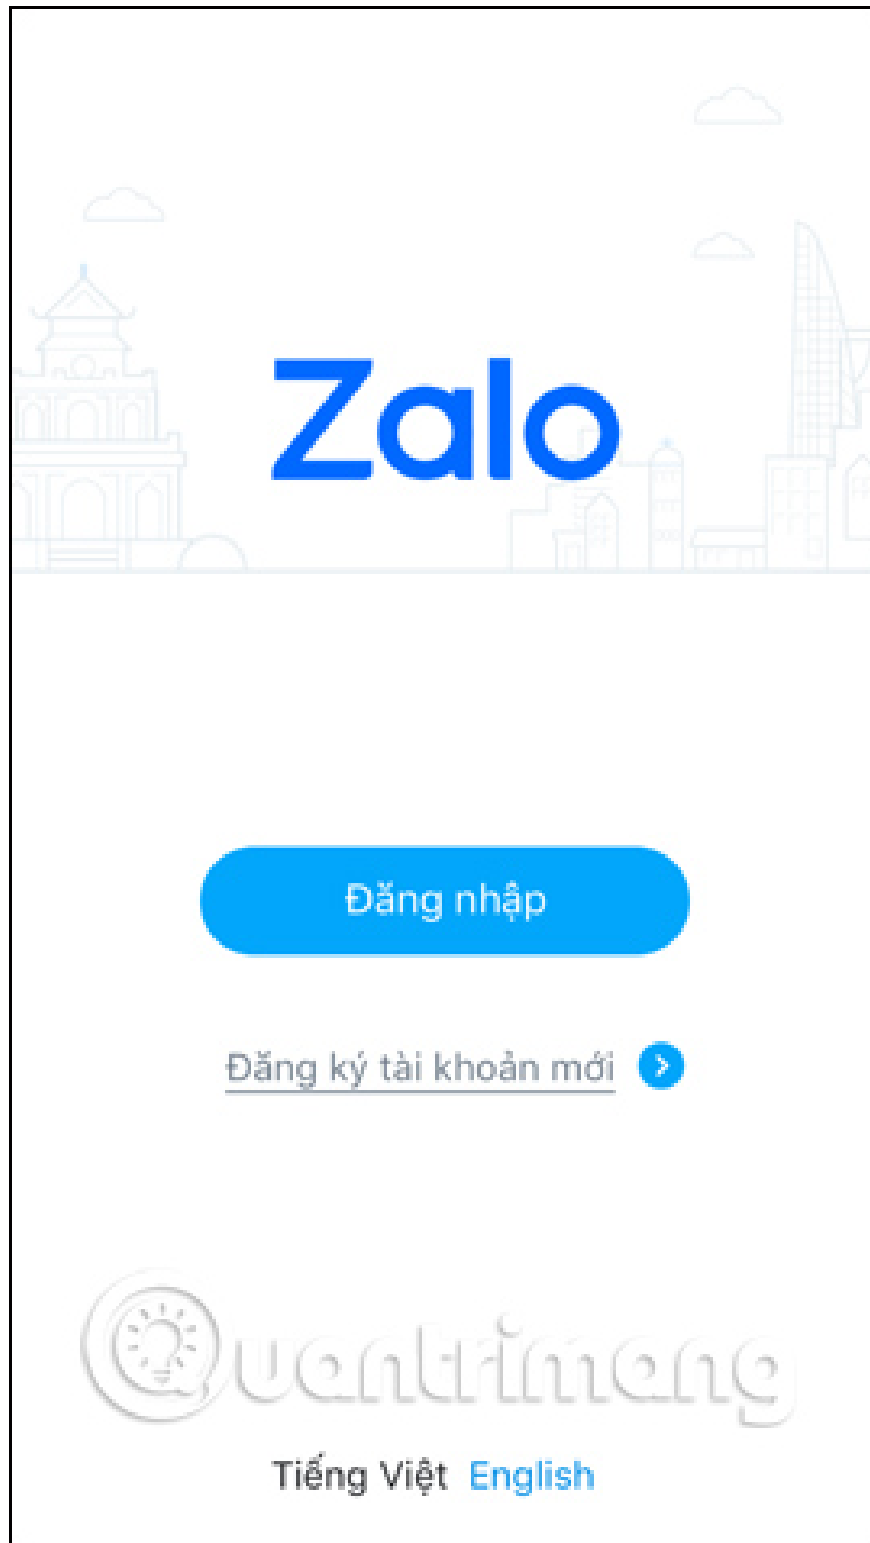 Zalo
Đăng nhập
Đăng ký tài khoản mới
Quantrimang
Tiếng Việt English